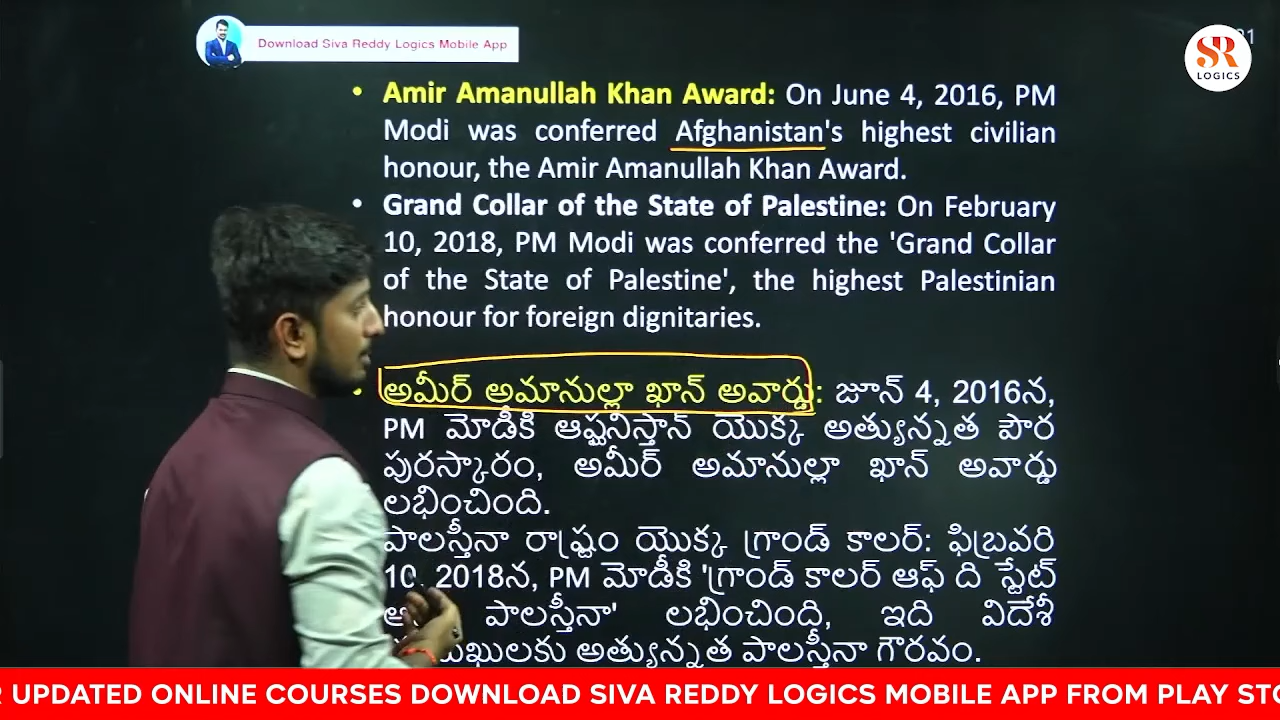 Download Siva Reddy Logics Mobile App
SR
LOGICS
• Amir Amanullah Khan Award: On June 4, 2016, PM
Modi was conferred Afghanistan's highest civilian
honour, the Amir Amanullah Khan Award.
• Grand Collar of the State of Palestine: On February
10, 2018, PM Modi was conferred the 'Grand Collar
of the State of Palestine', the highest Palestinian
honour for foreign dignitaries.
• అమీర్ అమానుల్లా ఖాన్ అవార్డు: జూన్ 4, 2016న,
PM మోడీకి ఆఫ్ఘనిస్తాన్ యొక్క అత్యున్నత పౌర
పురస్కారం, అమీర్ అమానుల్లా ఖాన్ అవార్డు
లభించింది.
పాలస్తీనా రాష్ట్రం యొక్క గ్రాండ్ కాలర్: ఫిబ్రవరి
10, 2018న, PM మోడీకి 'గ్రాండ్ కాలర్ ఆఫ్ ది స్టేట్
పాలస్తీనా' లభించింది, ఇది విదేశీ
అత్యున్నత పాలస్తీనా గౌరవం.
UPDATED ONLINE COURSES DOWNLOAD SIVA REDDY LOGICS MOBILE APP FROM PLAY